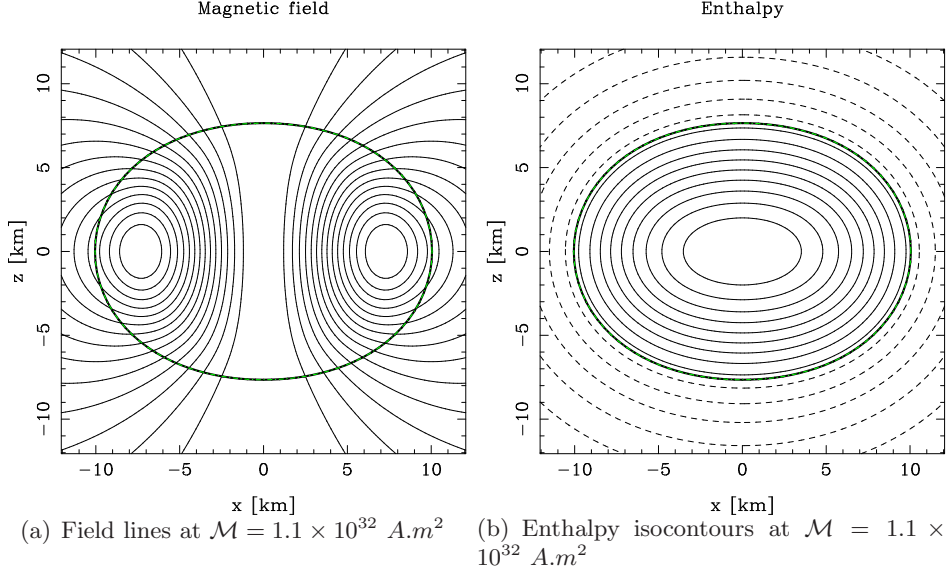 Magnetic field
Enthalpy
10
5
0
−5
−10
z [km]
−10 −5 0 5 10
x [km]
10
5
0
−5
−10
z [km]
−10 −5 0 5 10
x [km]
(a) Field lines at ℳ = 1.1 × 10³² A.m²
(b) Enthalpy isocontours at ℳ = 1.1 ×
10³² A.m²